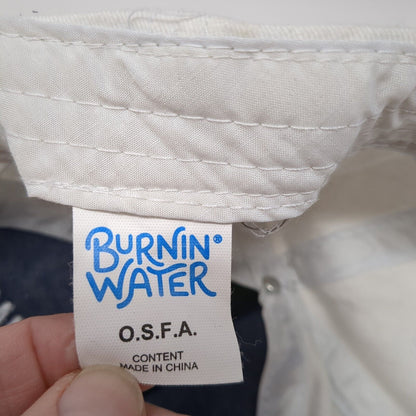 BURNIN'®
WATER
O.S.F.A.
CONTENT
MADE IN CHINA